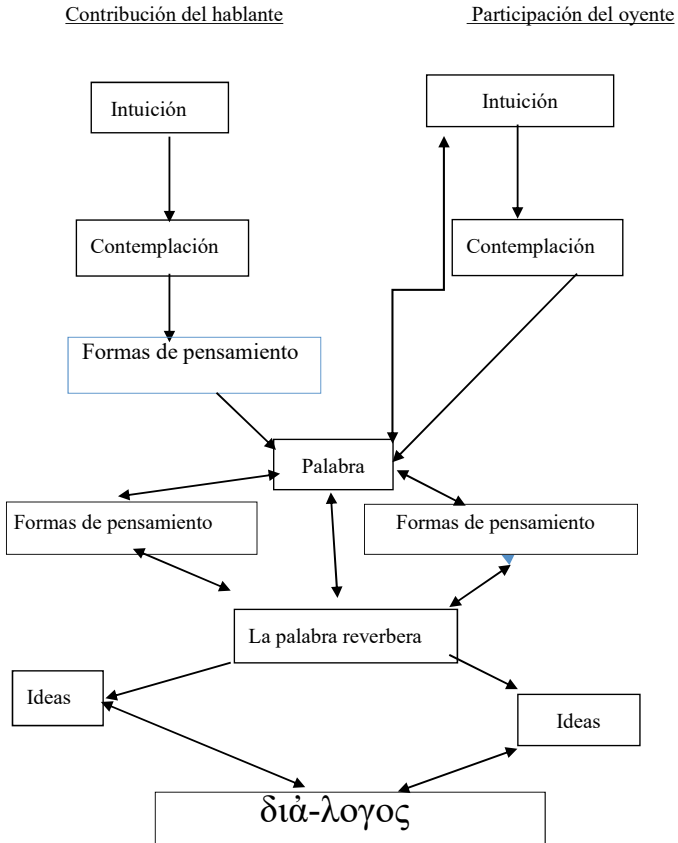 Contribución del hablante
Participación del oyente
Intuición
Intuición
Contemplación
Contemplación
Formas de pensamiento
Palabra
Formas de pensamiento
Formas de pensamiento
La palabra reverbera
Ideas
Ideas
διἀ-λογος